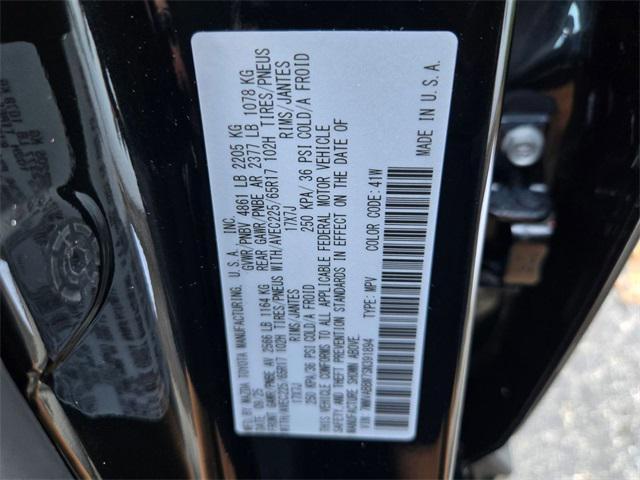 MFG.BY MAZDA TOYOTA MANUFACTURING, U.S.A., INC.
DATE 09/25 GVWR/PNBV 4861 LB 2205 KG
FRONT GAWR/PNBE AV 2566 LB 1164 KG REAR GAWR/PNBE AR 2377 LB 1078 KG
WITH/AVEC225/65R17 102H TIRES/PNEUS WITH/AVEC225/65R17 102H TIRES/PNEUS
17X7J RIMS/JANTES 17X7J RIMS/JANTES
250 KPA/36 PSI COLD/A FROID 250 KPA/36 PSI COLD/A FROID
THIS VEHICLE CONFORMS TO ALL APPLICABLE FEDERAL MOTOR VEHICLE
SAFETY, AND THEFT PREVENTION STANDARDS IN EFFECT ON THE DATE OF
MANUFACTURE SHOWN ABOVE.
TYPE: MPV COLOR CODE: 41W
MADE IN U.S.A.